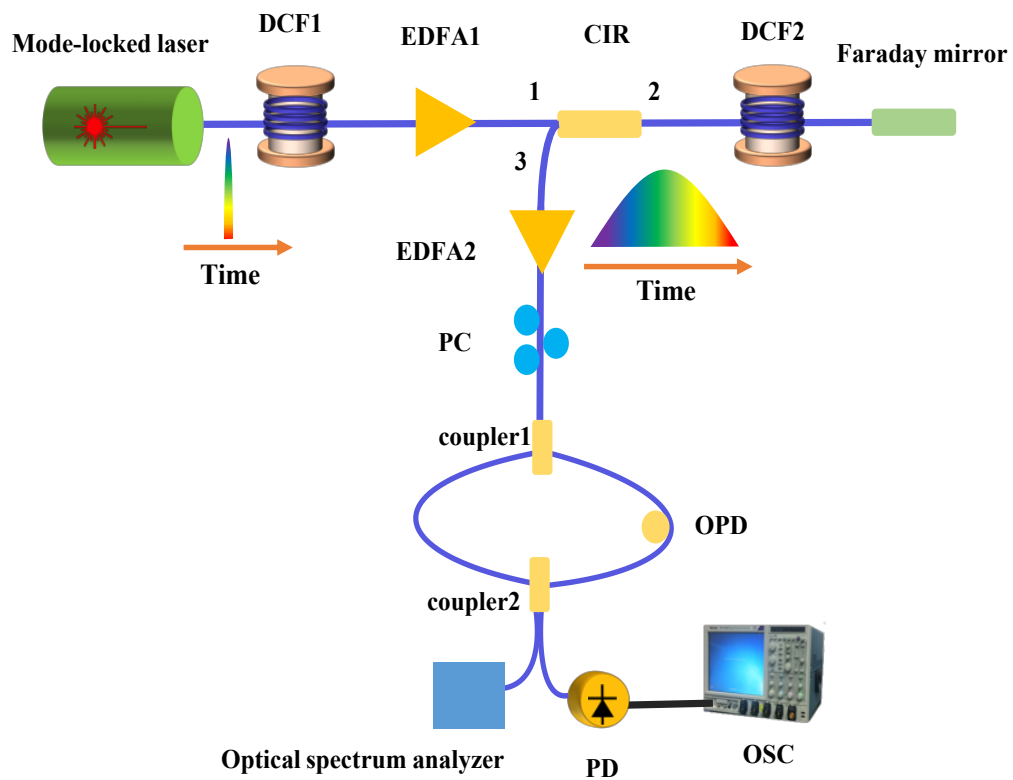 Mode-locked laser
DCF1
EDFA1
CIR
DCF2
Faraday mirror
1
2
3
Time
EDFA2
Time
PC
coupler1
OPD
coupler2
Optical spectrum analyzer
PD
OSC